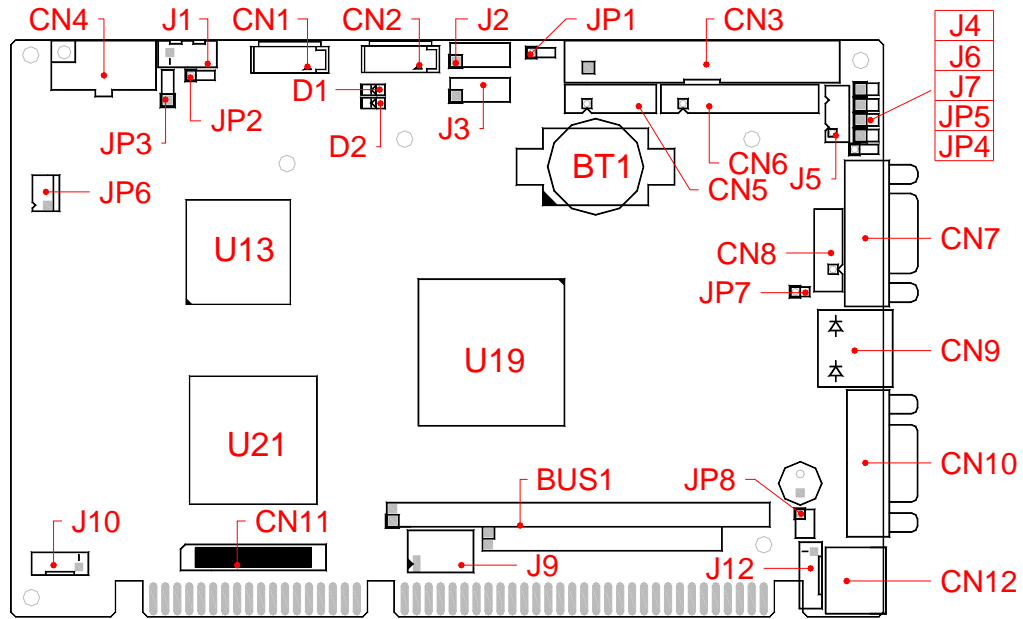 CN4 J1 CN1 CN2 J2 JP1 CN3 J4
J6
D1 J7
JP3 JP2 D2 J3 JP5
JP4
BT1 CN6 J5
JP6 CN5
U13 CN8 CN7
JP7
U19 CN9
U21 CN10
BUS1 JP8
J10 CN11
J9 J12 CN12